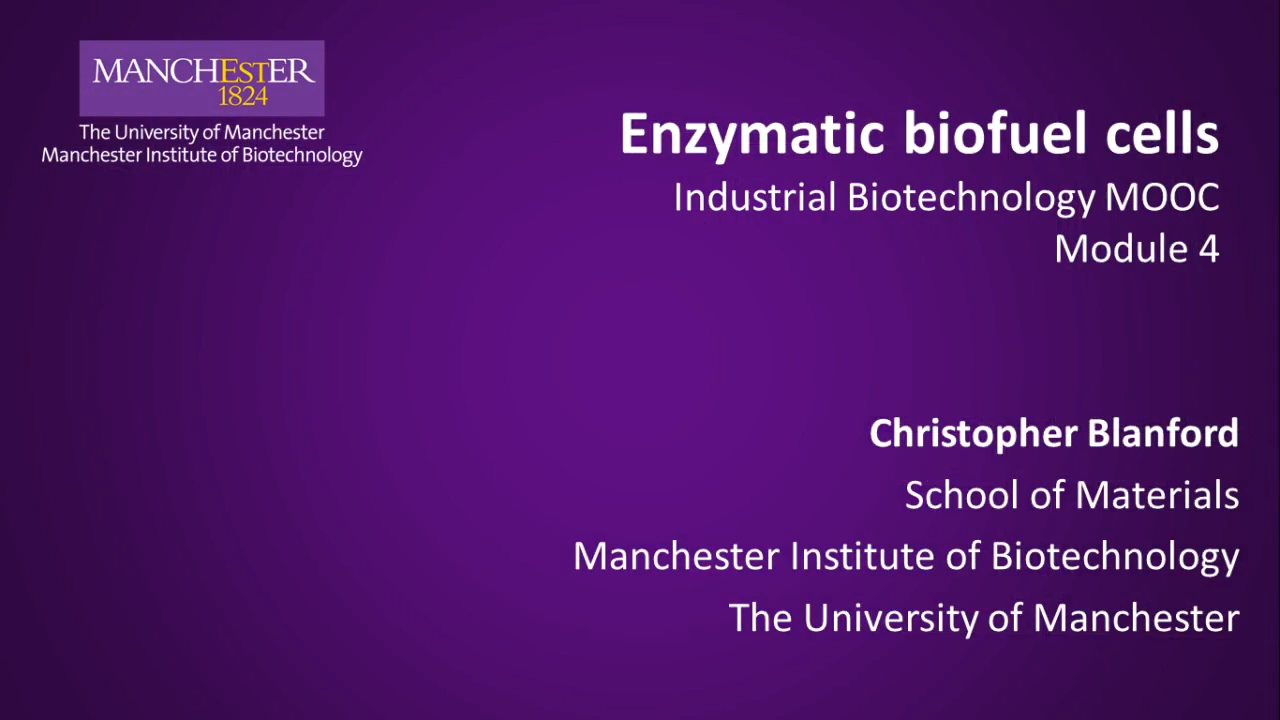 MANCHESTER
1824
The University of Manchester
Manchester Institute of Biotechnology
Enzymatic biofuel cells
Industrial Biotechnology MOOC
Module 4
Christopher Blanford
School of Materials
Manchester Institute of Biotechnology
The University of Manchester